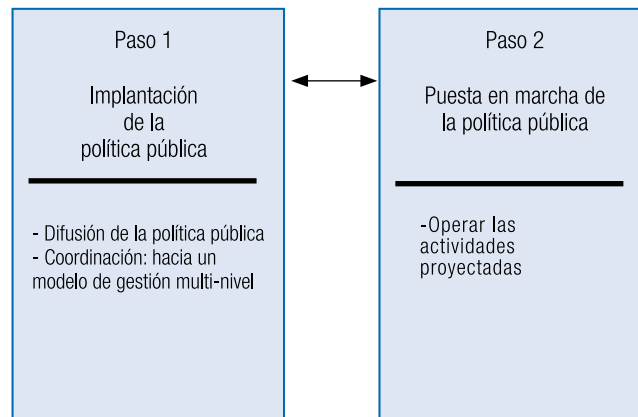 Paso 1
Implantación
de la
política pública
- Difusión de la política pública
- Coordinación: hacia un
modelo de gestión multi-nivel
Paso 2
Puesta en marcha de
la política pública
-Operar las
actividades
proyectadas